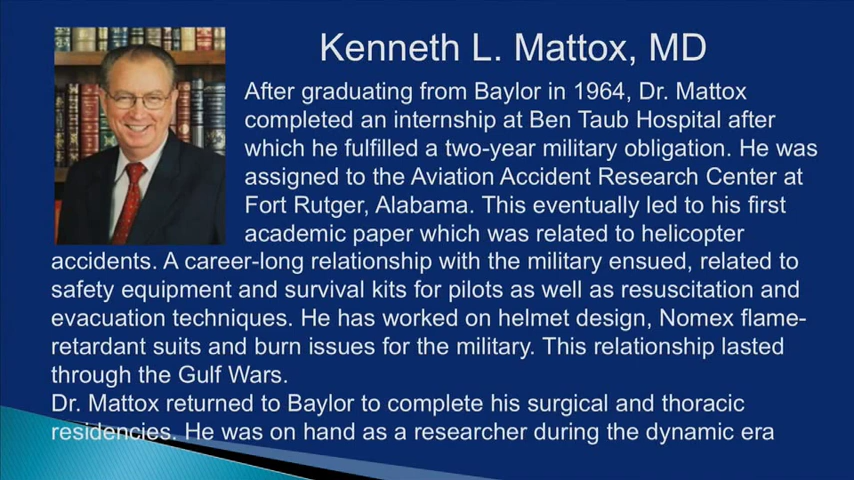 Kenneth L. Mattox, MD
After graduating from Baylor in 1964, Dr. Mattox
completed an internship at Ben Taub Hospital after
which he fulfilled a two-year military obligation. He was
assigned to the Aviation Accident Research Center at
Fort Rutger, Alabama. This eventually led to his first
academic paper which was related to helicopter
accidents. A career-long relationship with the military ensued, related to
safety equipment and survival kits for pilots as well as resuscitation and
evacuation techniques. He has worked on helmet design, Nomex flame-
retardant suits and burn issues for the military. This relationship lasted
through the Gulf Wars.
Dr. Mattox returned to Baylor to complete his surgical and thoracic
residencies. He was on hand as a researcher during the dynamic era